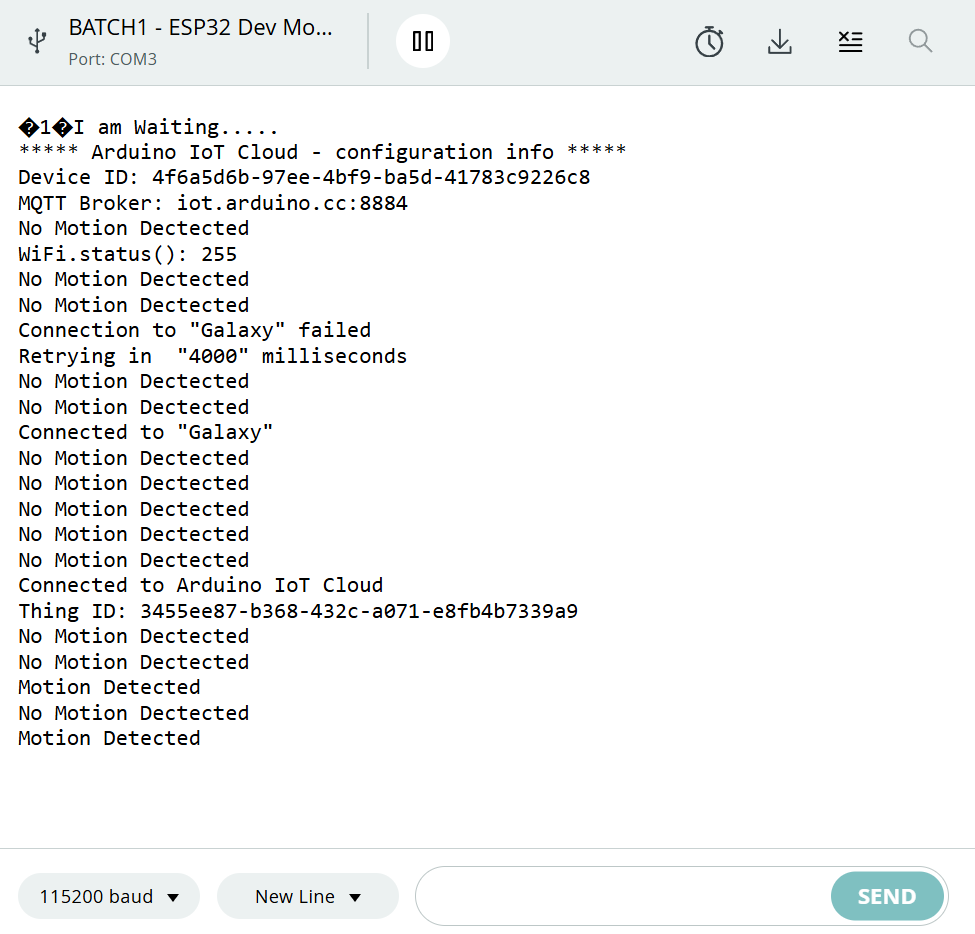 BATCH1 - ESP32 Dev Mo...
Port: COM3
�1�I am Waiting.....
***** Arduino IoT Cloud - configuration info *****
Device ID: 4f6a5d6b-97ee-4bf9-ba5d-41783c9226c8
MQTT Broker: iot.arduino.cc:8884
No Motion Dectected
WiFi.status(): 255
No Motion Dectected
No Motion Dectected
Connection to "Galaxy" failed
Retrying in  "4000" milliseconds
No Motion Dectected
No Motion Dectected
Connected to "Galaxy"
No Motion Dectected
No Motion Dectected
No Motion Dectected
No Motion Dectected
No Motion Dectected
Connected to Arduino IoT Cloud
Thing ID: 3455ee87-b368-432c-a071-e8fb4b7339a9
No Motion Dectected
No Motion Dectected
Motion Detected
No Motion Dectected
Motion Detected
115200 baud
New Line
SEND